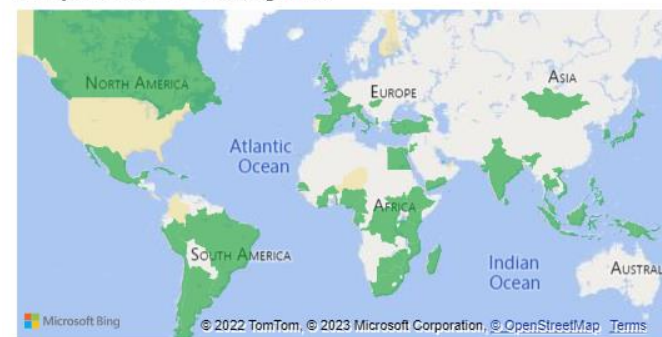 NORTH AMERICA
EUROPE
ASIA
Atlantic
Ocean
AFRICA
SOUTH AMERICA
Indian
Ocean
AUSTRAL
Microsoft Bing
© 2022 TomTom, © 2023 Microsoft Corporation, © OpenStreetMap Terms